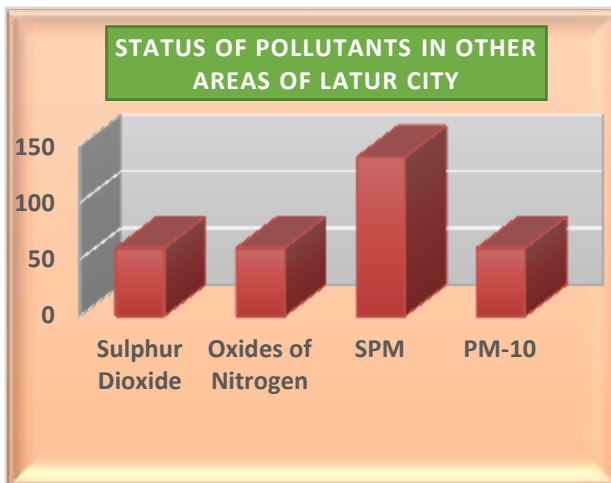 STATUS OF POLLUTANTS IN OTHER
AREAS OF LATUR CITY
150
100
50
0
Sulphur
Dioxide
Oxides of
Nitrogen
SPM
PM-10